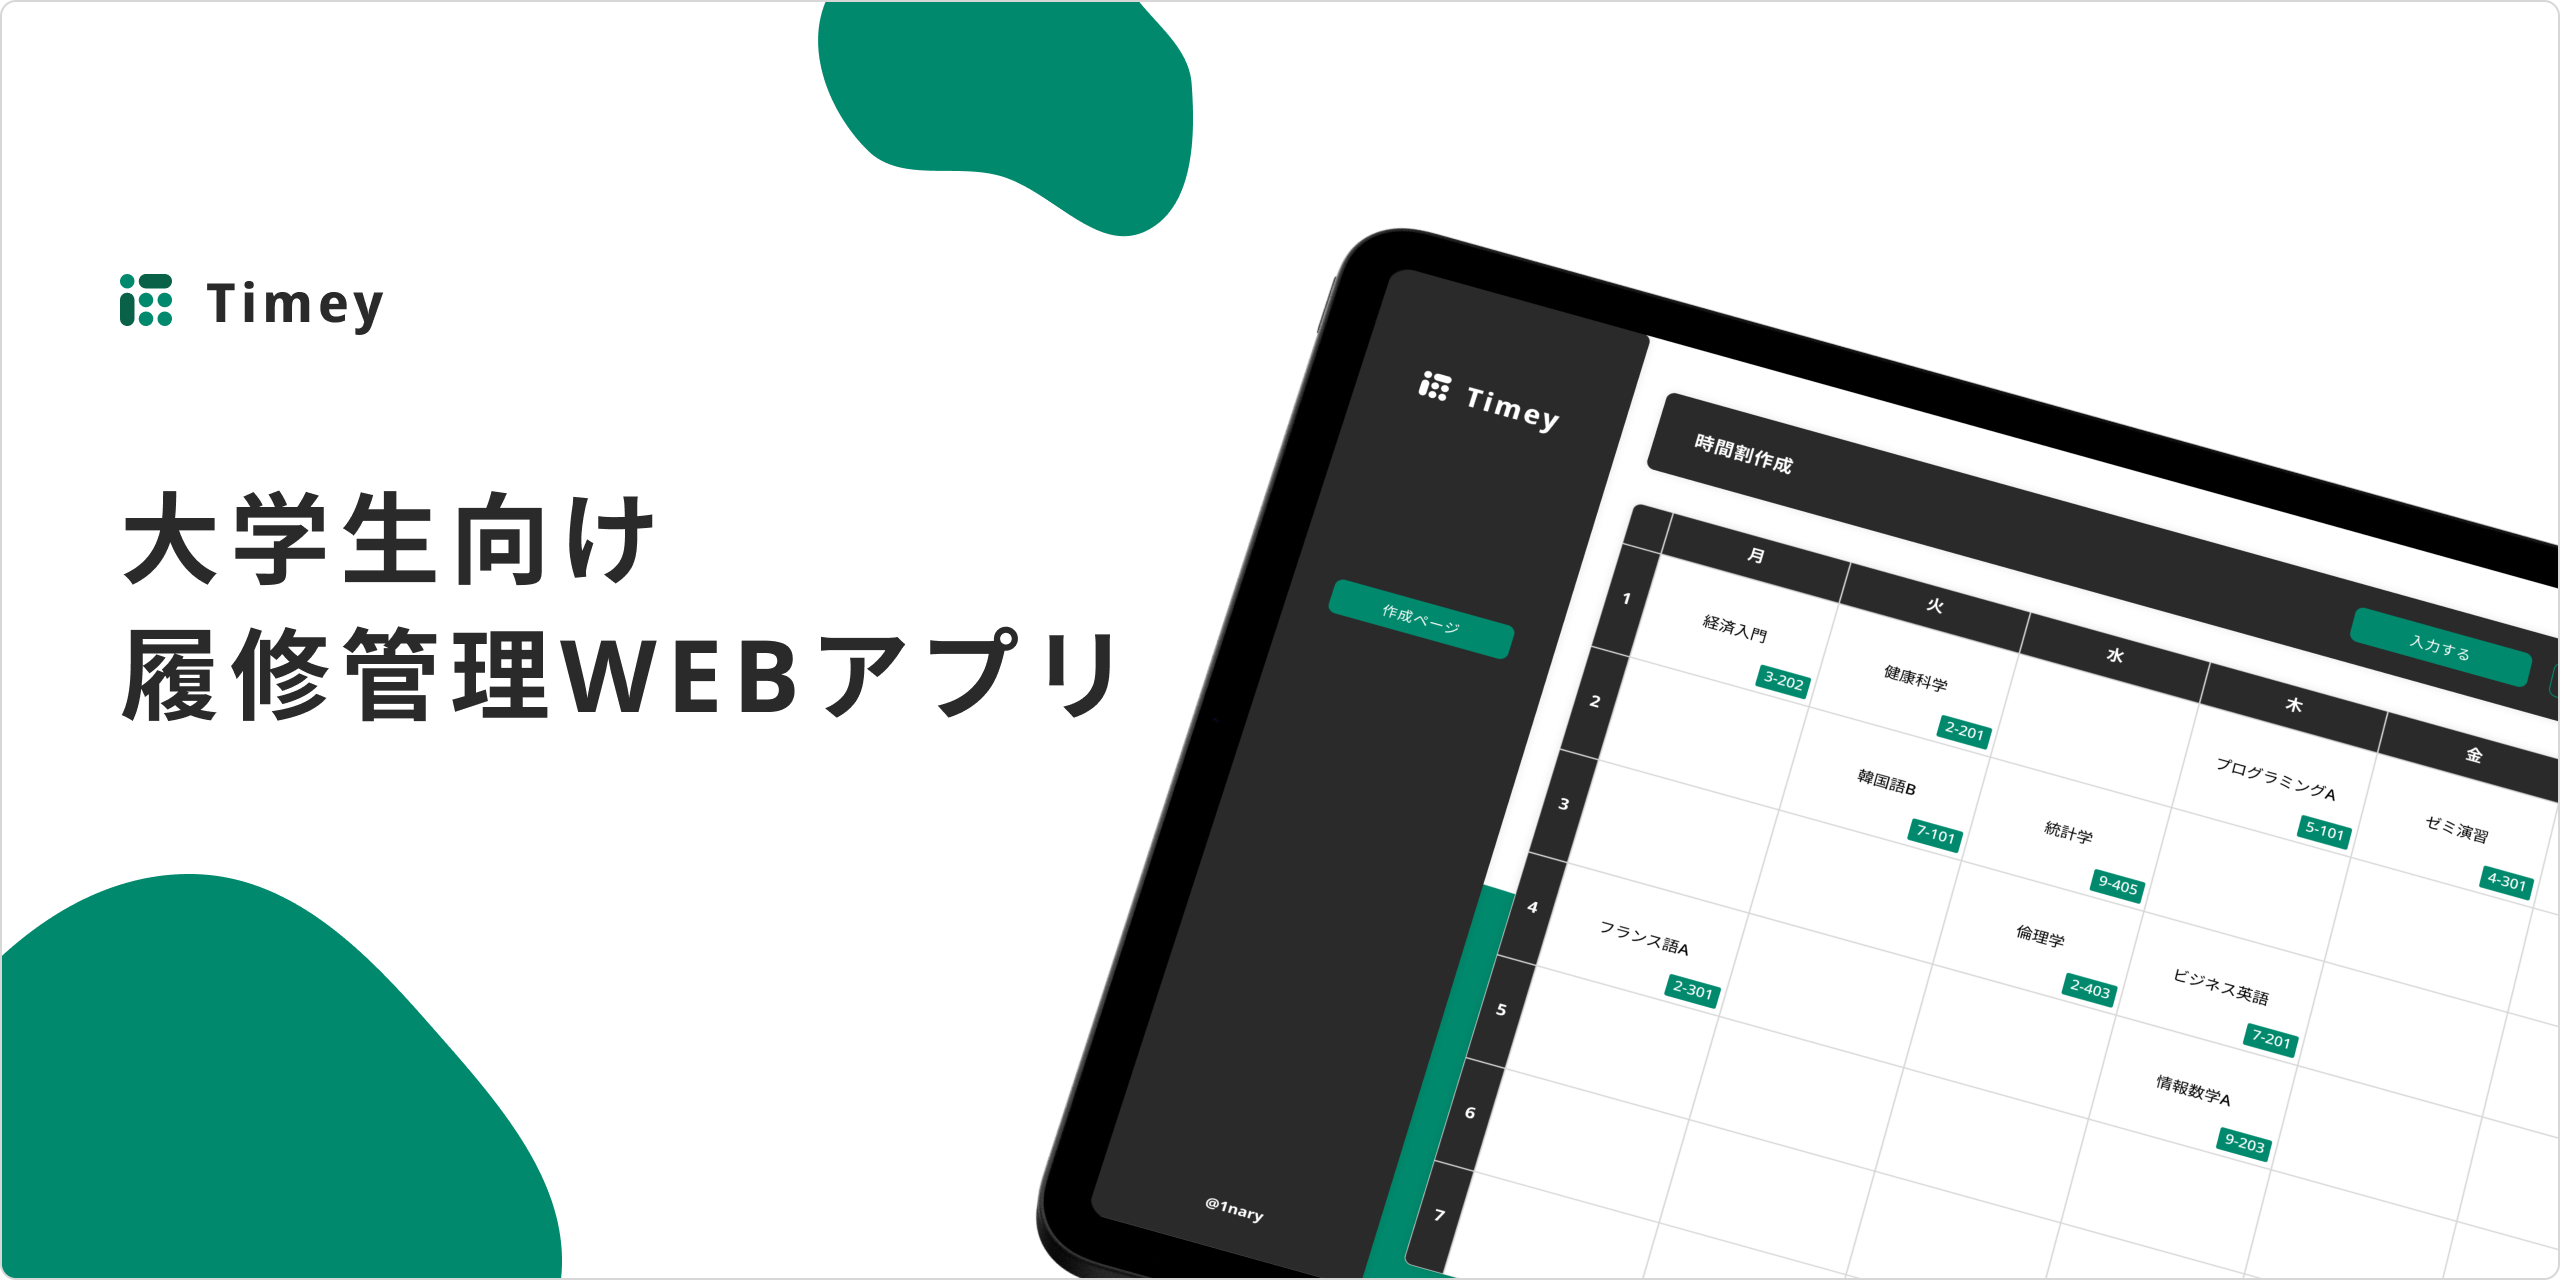 Timey
大学生向け
履修管理WEBアプリ
Timey
作成ページ
@1nary
時間割作成
入力する
月
火
水
木
金
1
経済入門
3-202
健康科学
2-201
プログラミングA
5-101
ゼミ演習
4-301
2
韓国語B
7-101
統計学
9-405
3
倫理学
2-403
ビジネス英語
7-201
4
フランス語A
2-301
情報数学A
9-203
5
6
7